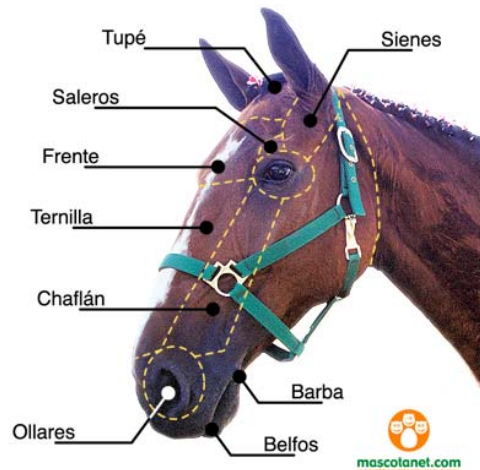 Tupé
Sienes
Saleros
Frente
Ternilla
Chaflán
Barba
Ollares
Belfos
mascotanet.com